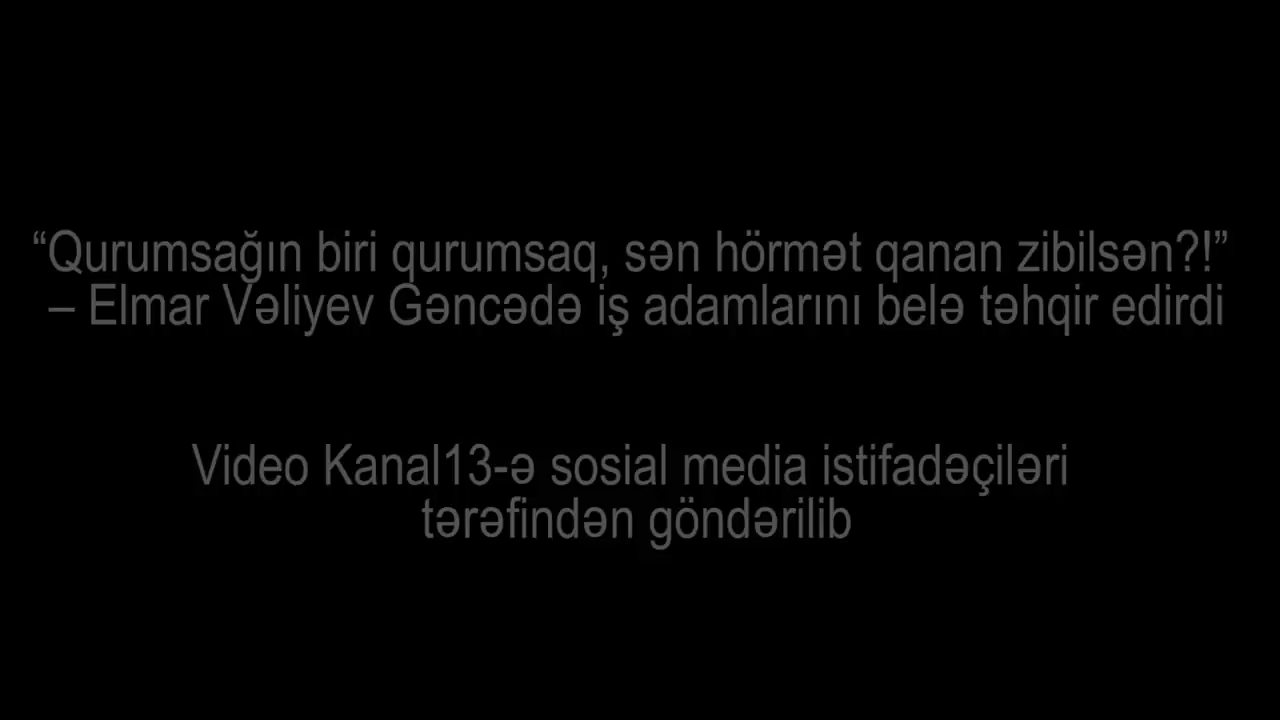 “Qurumsağın biri qurumsaq, sən hörmət qanan zibilsən?!”
– Elmar Vəliyev Gəncədə iş adamlarını belə təhqir edirdi
Video Kanal13-ə sosial media istifadəçiləri
tərəfindən göndərilib